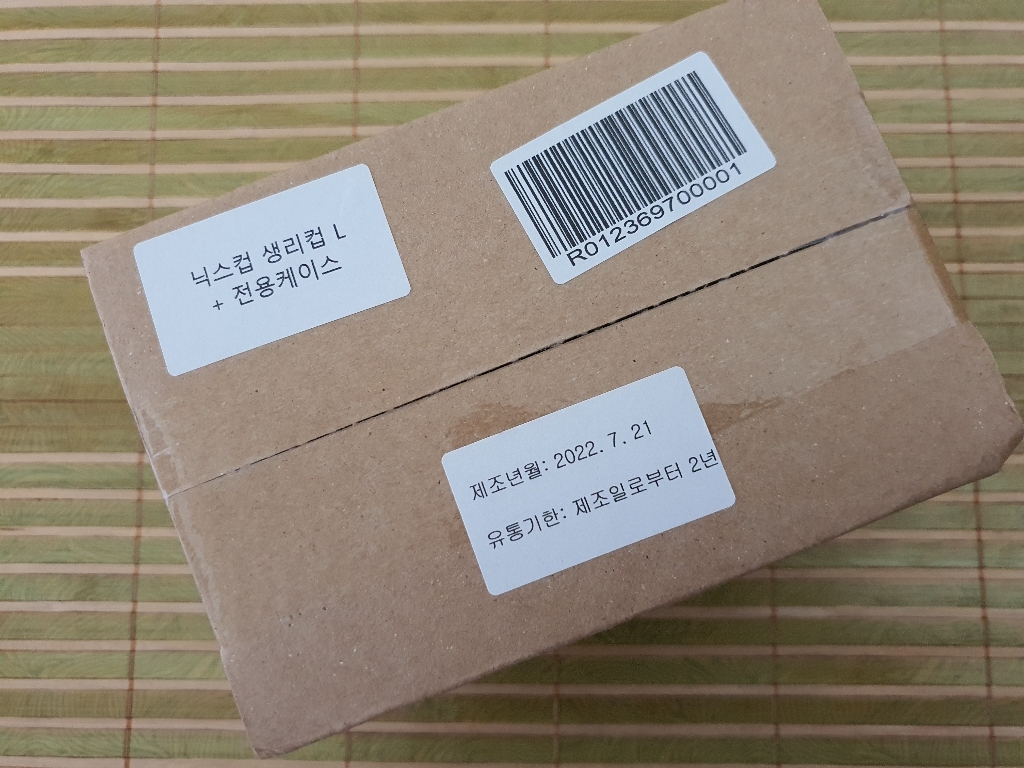 닉스컵 생리컵 L
+ 전용케이스
R012369700001
제조년월: 2022. 7. 21
유통기한: 제조일로부터 2년